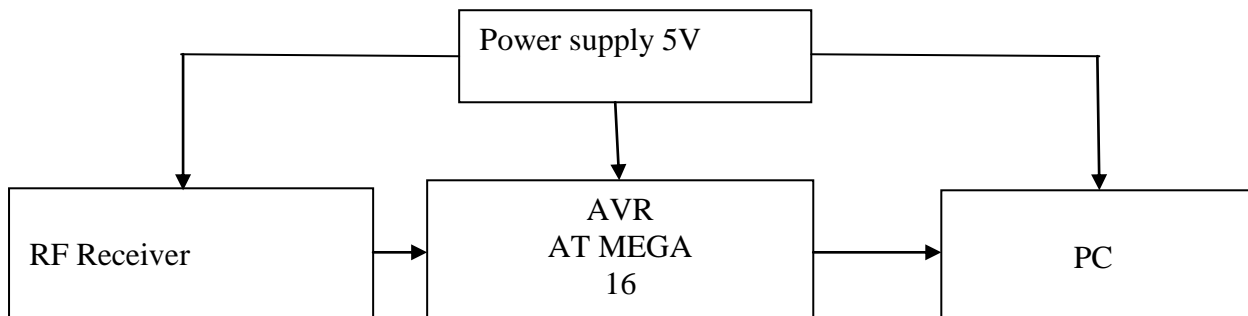 Power supply 5V
RF Receiver
AVR
AT MEGA
16
PC